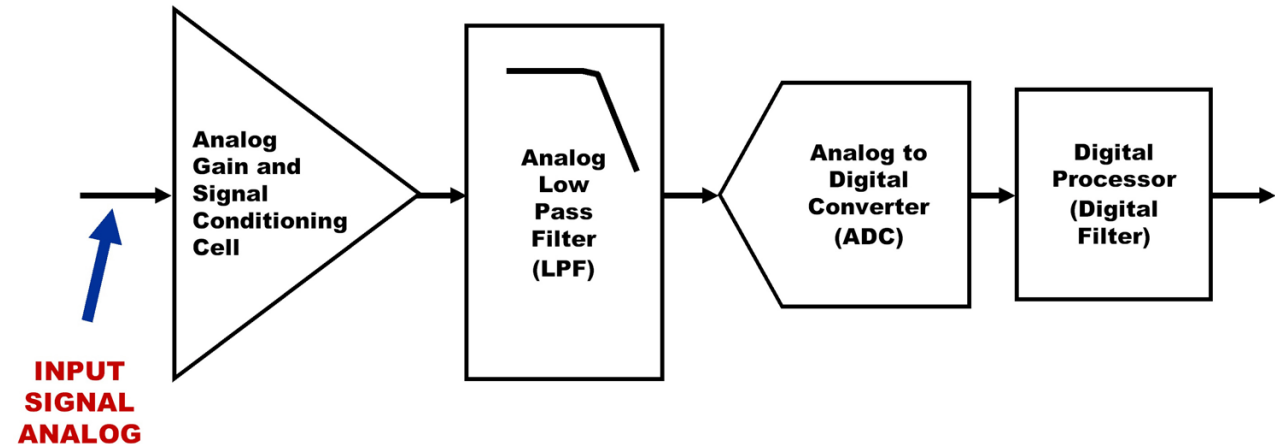 Analog
Gain and
Signal
Conditioning
Cell
Analog
Low
Pass
Filter
(LPF)
Analog to
Digital
Converter
(ADC)
Digital
Processor
(Digital
Filter)
INPUT
SIGNAL
ANALOG